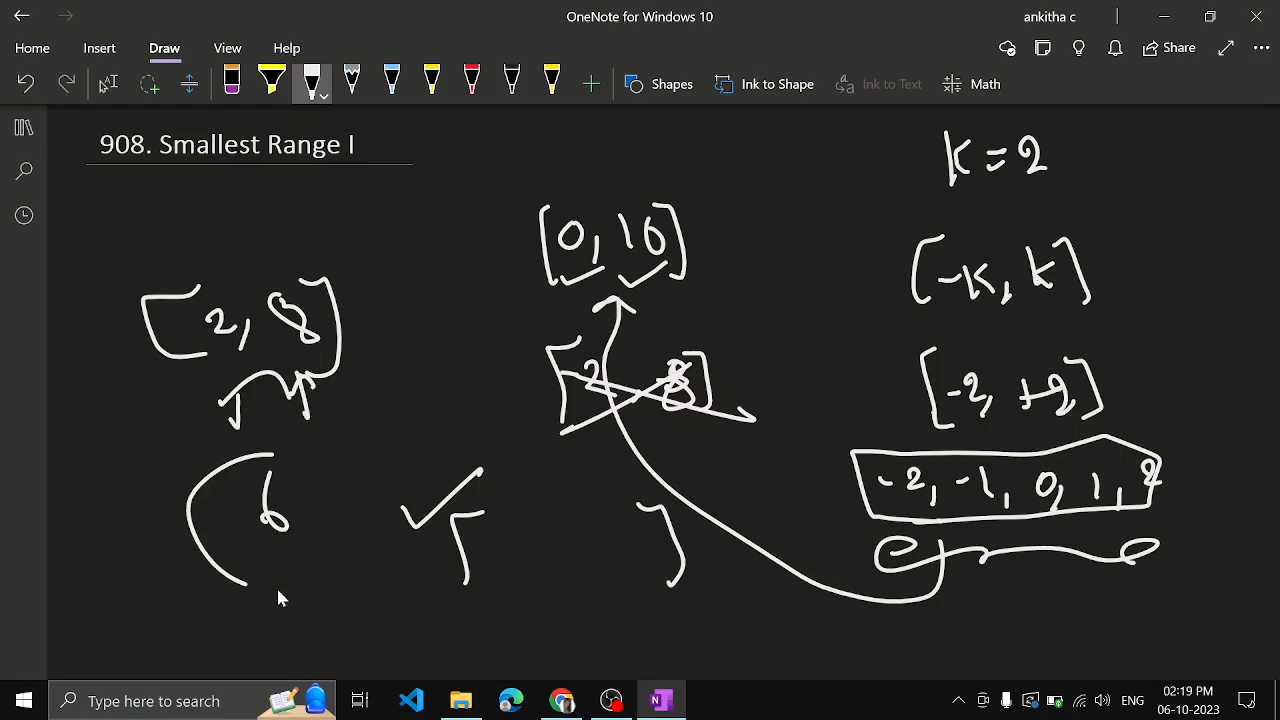 OneNote for Windows 10
ankitha c
Home Insert Draw View Help
Share
Shapes Ink to Shape Ink to Text Math
908. Smallest Range I
k = 2
[0, 10]
[-k, k]
[2, 8]
[2 8]
[-2, +2]
-2, -1, 0, 1, 2
6
[ ]
Type here to search
ENG
02:19 PM
06-10-2023